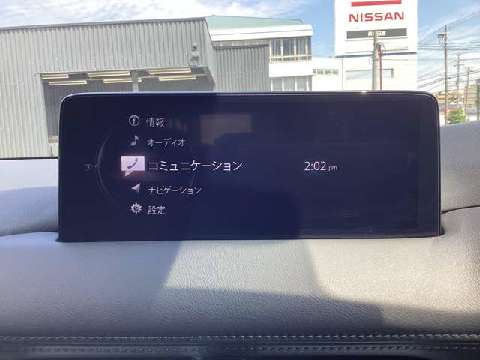 NISSAN
情報
オーディオ
コミュニケーション
2:02 pm
ナビゲーション
設定